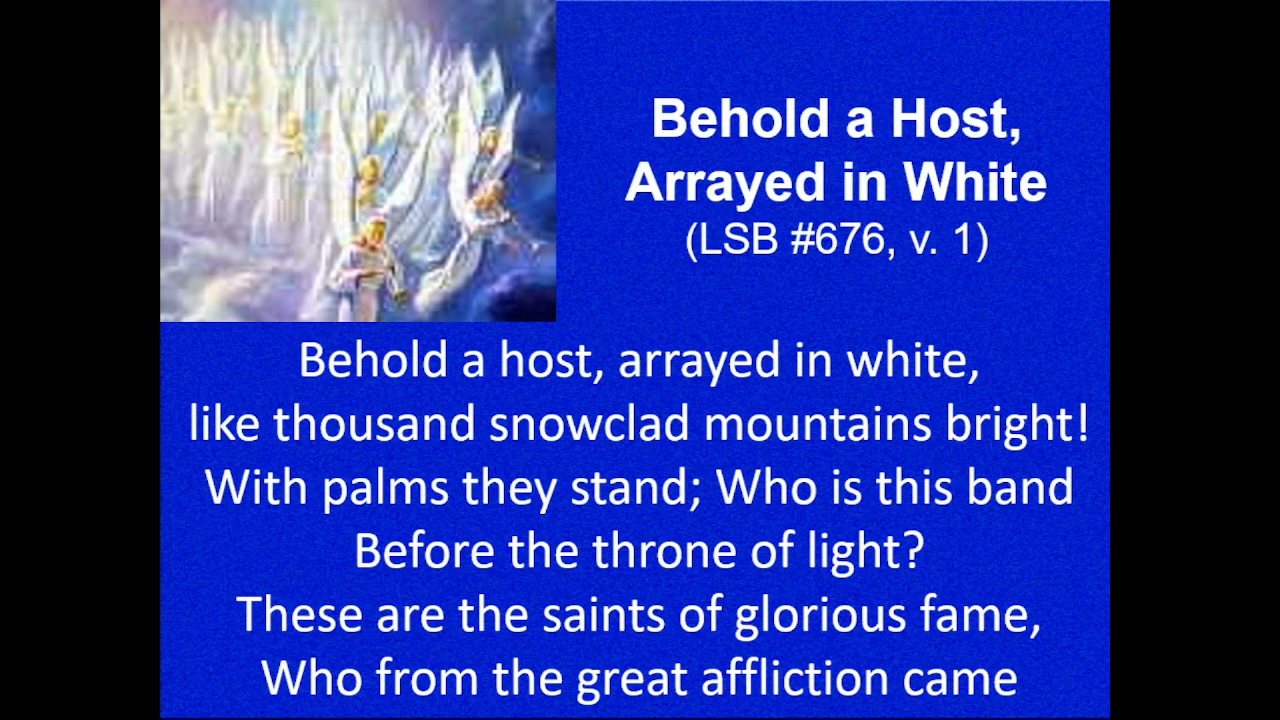 Behold a Host,
Arrayed in White
(LSB #676, v. 1)
Behold a host, arrayed in white,
like thousand snowclad mountains bright!
With palms they stand; Who is this band
Before the throne of light?
These are the saints of glorious fame,
Who from the great affliction came